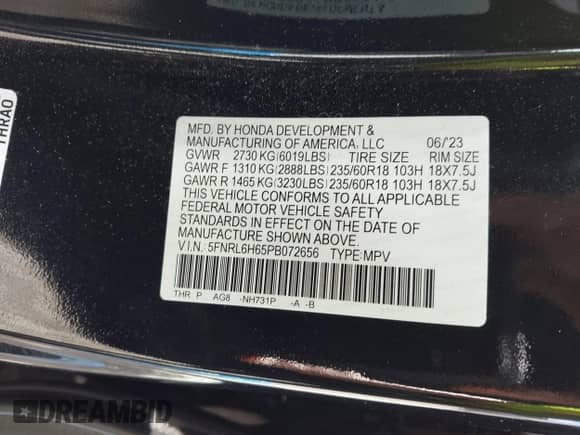 THRAO
MFD. BY HONDA DEVELOPMENT &
MANUFACTURING OF AMERICA, LLC 06/'23
GVWR 2730 KG (6019LBS) TIRE SIZE RIM SIZE
GAWR F 1310 KG (2888LBS) 235/60R18 103H 18X7.5J
GAWR R 1465 KG (3230LBS) 235/60R18 103H 18X7.5J
THIS VEHICLE CONFORMS TO ALL APPLICABLE
FEDERAL MOTOR VEHICLE SAFETY
STANDARDS IN EFFECT ON THE DATE OF
MANUFACTURE SHOWN ABOVE.
V.I.N.: 5FNRL6H65PB072656 TYPE: MPV
THR P AG8 -NH731P -A -B
DREAMBID